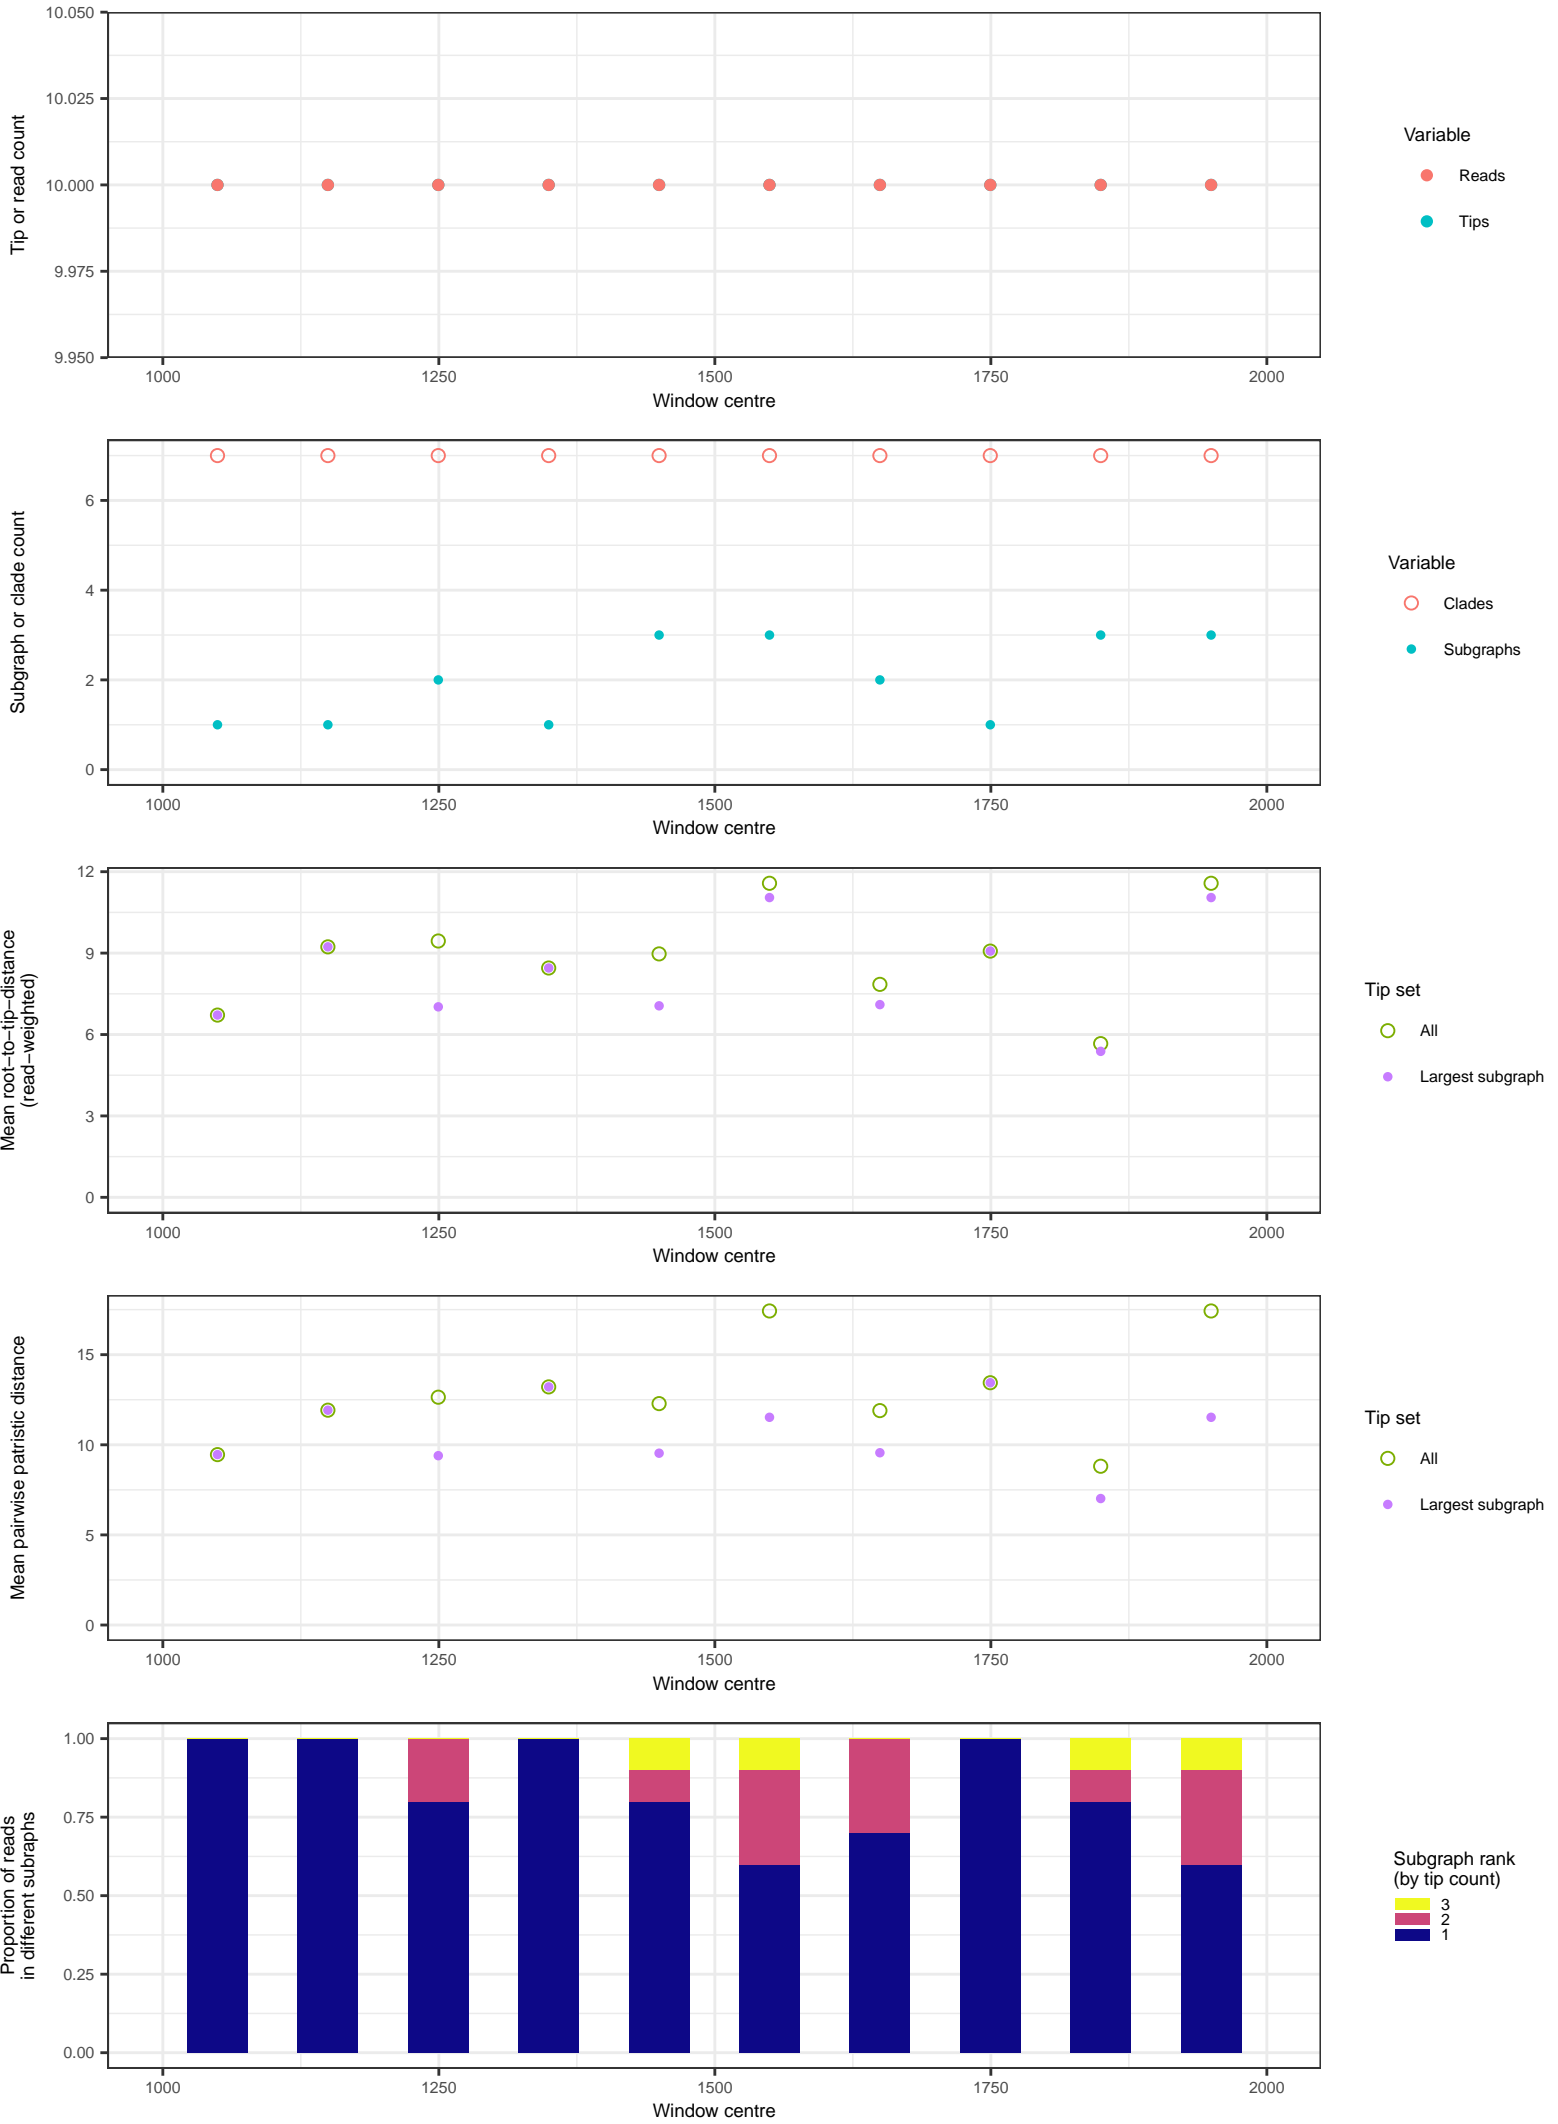 10.050
10.025
10.000
9.975
9.950
Tip or read count
1000 1250 1500 1750 2000
Window centre
Variable
Reads
Tips
6
4
2
0
Subgraph or clade count
1000 1250 1500 1750 2000
Window centre
Variable
Clades
Subgraphs
12
9
6
3
0
Mean root−to−tip−distance
(read−weighted)
1000 1250 1500 1750 2000
Window centre
Tip set
All
Largest subgraph
15
10
5
0
Mean pairwise patristic distance
1000 1250 1500 1750 2000
Window centre
Tip set
All
Largest subgraph
1.00
0.75
0.50
0.25
0.00
Proportion of reads
in different subraphs
1000 1250 1500 1750 2000
Window centre
Subgraph rank
(by tip count)
3
2
1